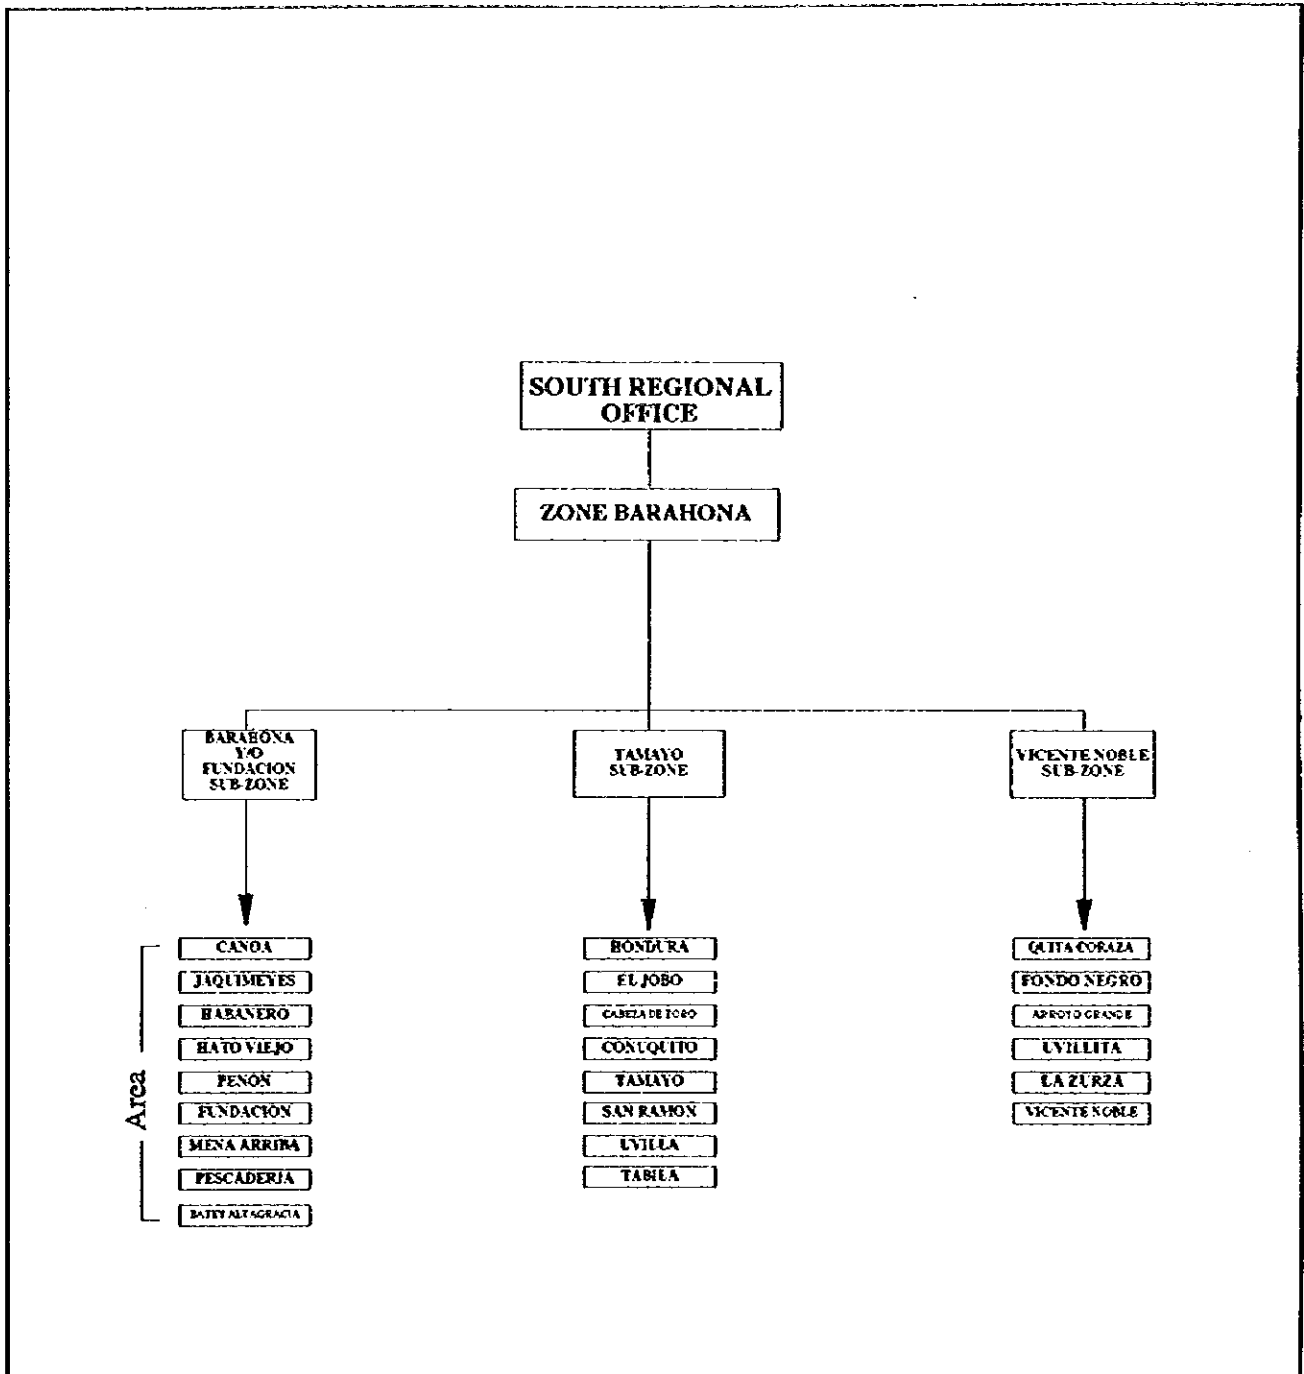 SOUTH REGIONAL
OFFICE
ZONE BARAHONA
BARAHONA
Y/O
FUNDACION
SUB-ZONE
TAMAYO
SUB-ZONE
VICENTE NOBLE
SUB-ZONE
Area
CANOA
JAQUIMEYES
HABANERO
HATO VIEJO
PENON
FUNDACION
MENA ARRIBA
PESCADERIA
BATEY ALTAGRACIA
HONDURA
EL JOBO
CABEZA DE TORO
CONUQUITO
TAMAYO
SAN RAMON
UVILLA
TABILA
QUITA CORAZA
FONDO NEGRO
ARROYO GRANDE
UVILLITA
LA ZURZA
VICENTE NOBLE